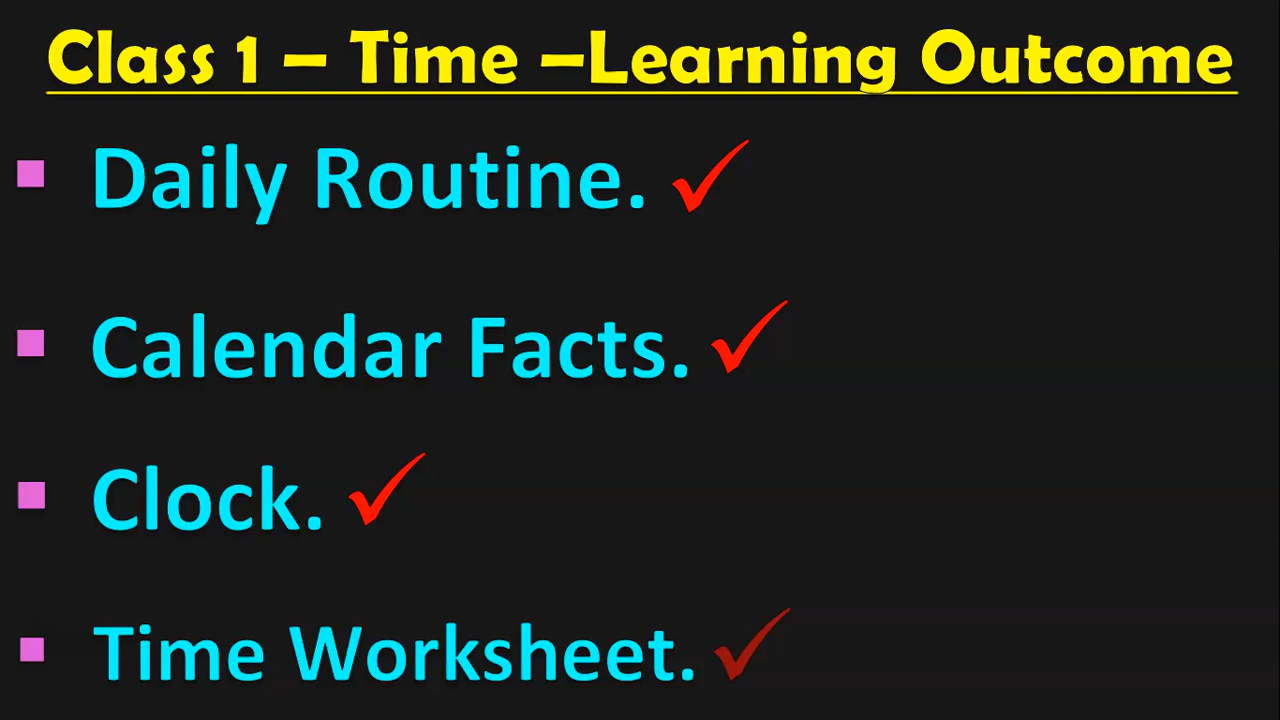 Class 1 – Time –Learning Outcome
Daily Routine.
Calendar Facts.
Clock.
Time Worksheet.